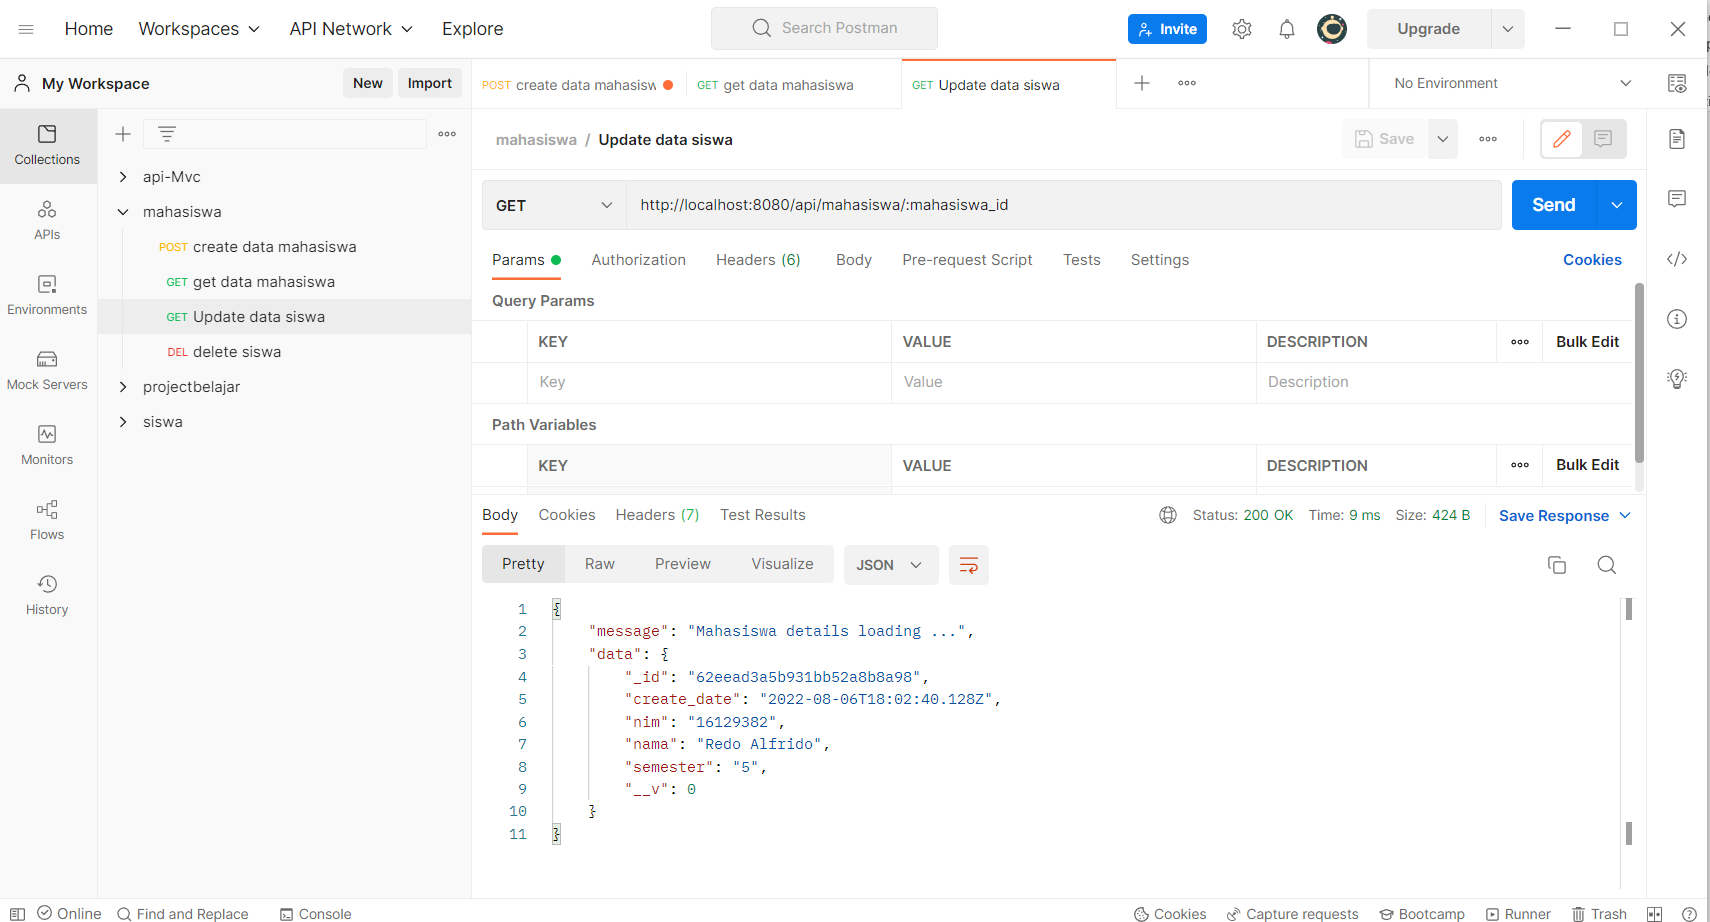 Home Workspaces API Network Explore Search Postman Invite Upgrade
My Workspace New Import POST create data mahasisw GET get data mahasiswa GET Update data siswa No Environment
Collections
APIs
Environments
Mock Servers
Monitors
Flows
History
api-Mvc
mahasiswa
POST create data mahasiswa
GET get data mahasiswa
GET Update data siswa
DEL delete siswa
projectbelajar
siswa
mahasiswa / Update data siswa Save
GET http://localhost:8080/api/mahasiswa/:mahasiswa_id Send
Params Authorization Headers (6) Body Pre-request Script Tests Settings Cookies
Query Params
KEY VALUE DESCRIPTION Bulk Edit
Key Value Description
Path Variables
KEY VALUE DESCRIPTION Bulk Edit
Body Cookies Headers (7) Test Results Status: 200 OK Time: 9 ms Size: 424 B Save Response
Pretty Raw Preview Visualize JSON
1 {
2 "message": "Mahasiswa details loading ...",
3 "data": {
4 "_id": "62eead3a5b931bb52a8b8a98",
5 "create_date": "2022-08-06T18:02:40.128Z",
6 "nim": "16129382",
7 "nama": "Redo Alfrido",
8 "semester": "5",
9 "__v": 0
10 }
11 }
Online Find and Replace Console Cookies Capture requests Bootcamp Runner Trash